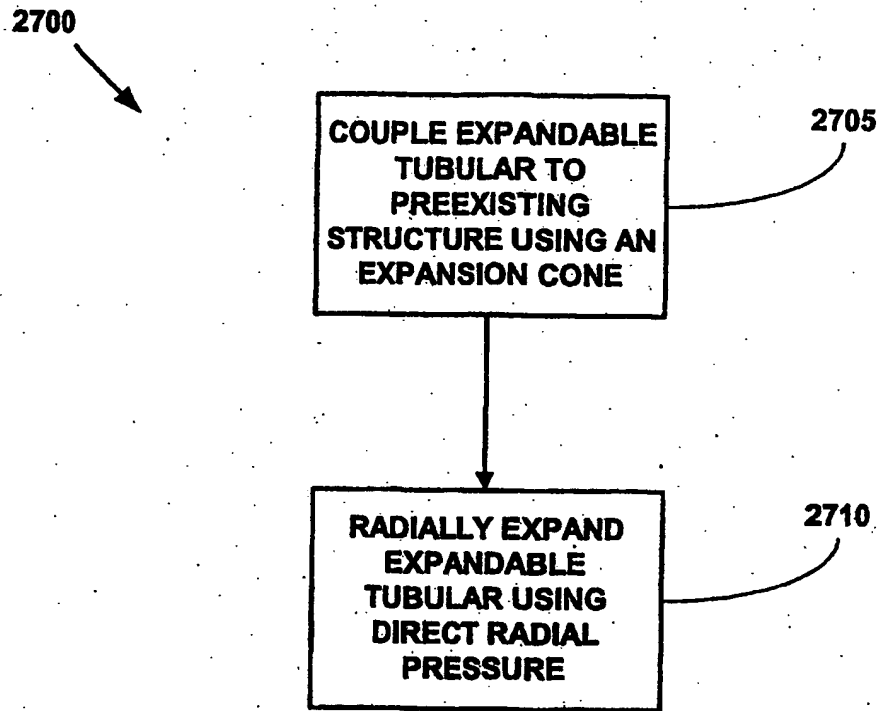 2700
COUPLE EXPANDABLE
TUBULAR TO
PREEXISTING
STRUCTURE USING AN
EXPANSION CONE
2705
RADIALLY EXPAND
EXPANDABLE
TUBULAR USING
DIRECT RADIAL
PRESSURE
2710